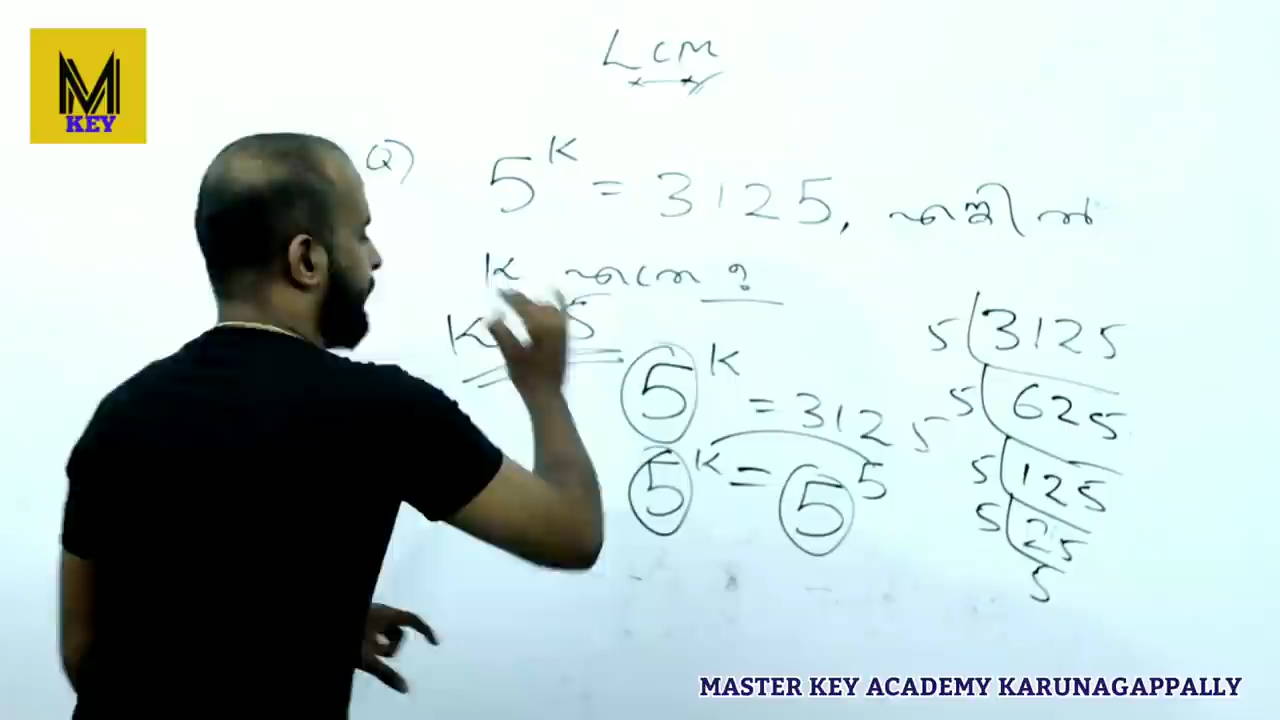 M
KEY
LCM
Q)
5^K = 3125, എങ്കിൽ
K എത്ര ?
K = 5
5^K = 3125
5^K = 5^5
5 3125
5 625
5 125
5 25
5
MASTER KEY ACADEMY KARUNAGAPPALLY